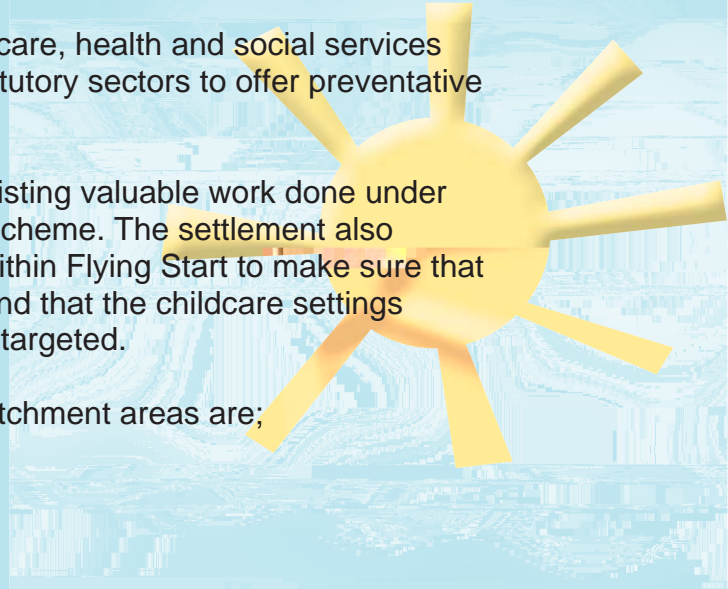 care, health and social services
tutory sectors to offer preventative
isting valuable work done under
cheme. The settlement also
ithin Flying Start to make sure that
nd that the childcare settings
targeted.
tchment areas are;